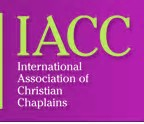 IACC
International
Association of
Christian
Chaplains